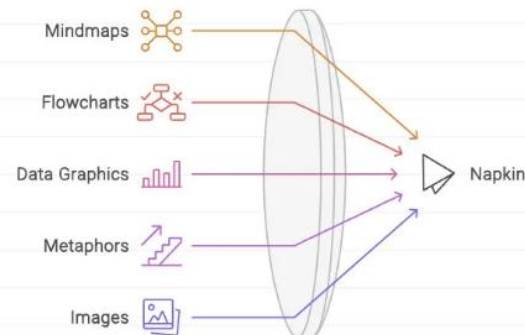 Mindmaps
Flowcharts
Data Graphics
Napkin
Metaphors
Images